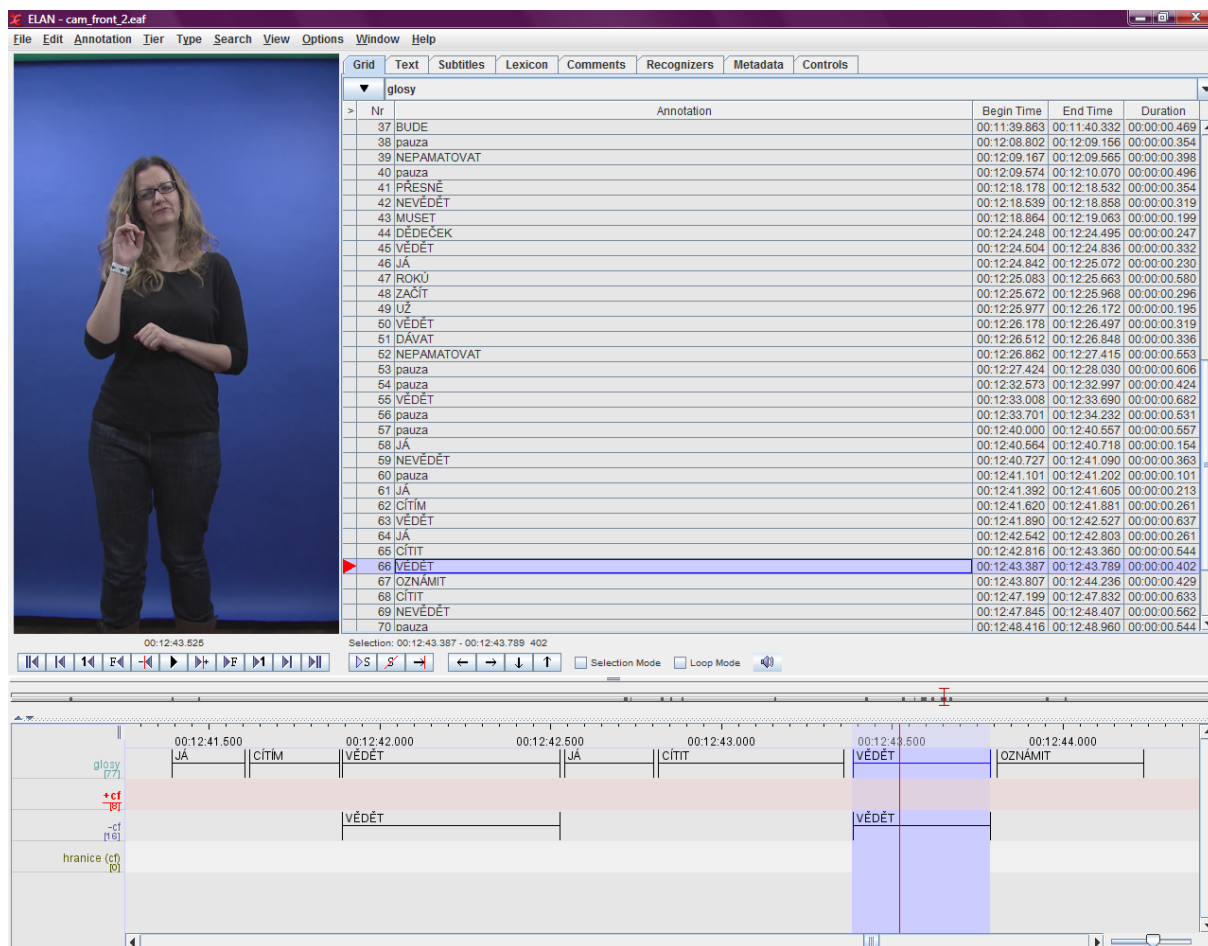 ELAN - cam_front_2.eaf
File Edit Annotation Tier Type Search View Options Window Help
Grid Text Subtitles Lexicon Comments Recognizers Metadata Controls
glosy
> Nr Annotation Begin Time End Time Duration
37 BUDE 00:11:39.863 00:11:40.332 00:00:00.469
38 pauza 00:12:08.802 00:12:09.156 00:00:00.354
39 NEPAMATOVAT 00:12:09.167 00:12:09.565 00:00:00.398
40 pauza 00:12:09.574 00:12:10.070 00:00:00.496
41 PŘESNĚ 00:12:18.178 00:12:18.532 00:00:00.354
42 NEVĚDĚT 00:12:18.539 00:12:18.858 00:00:00.319
43 MUSET 00:12:18.864 00:12:19.063 00:00:00.199
44 DĚDEČEK 00:12:24.248 00:12:24.495 00:00:00.247
45 VĚDĚT 00:12:24.504 00:12:24.836 00:00:00.332
46 JÁ 00:12:24.842 00:12:25.072 00:00:00.230
47 ROKŮ 00:12:25.083 00:12:25.663 00:00:00.580
48 ZAČÍT 00:12:25.672 00:12:25.968 00:00:00.296
49 UŽ 00:12:25.977 00:12:26.172 00:00:00.195
50 VĚDĚT 00:12:26.178 00:12:26.497 00:00:00.319
51 DÁVAT 00:12:26.512 00:12:26.848 00:00:00.336
52 NEPAMATOVAT 00:12:26.862 00:12:27.415 00:00:00.553
53 pauza 00:12:27.424 00:12:28.030 00:00:00.606
54 pauza 00:12:32.573 00:12:32.997 00:00:00.424
55 VĚDĚT 00:12:33.008 00:12:33.690 00:00:00.682
56 pauza 00:12:33.701 00:12:34.232 00:00:00.531
57 pauza 00:12:40.000 00:12:40.557 00:00:00.557
58 JÁ 00:12:40.564 00:12:40.718 00:00:00.154
59 NEVĚDĚT 00:12:40.727 00:12:41.090 00:00:00.363
60 pauza 00:12:41.101 00:12:41.202 00:00:00.101
61 JÁ 00:12:41.392 00:12:41.605 00:00:00.213
62 CÍTÍM 00:12:41.620 00:12:41.881 00:00:00.261
63 VĚDĚT 00:12:41.890 00:12:42.527 00:00:00.637
64 JÁ 00:12:42.542 00:12:42.803 00:00:00.261
65 CÍTIT 00:12:42.816 00:12:43.360 00:00:00.544
66 VĚDĚT 00:12:43.387 00:12:43.789 00:00:00.402
67 OZNÁMIT 00:12:43.807 00:12:44.236 00:00:00.429
68 CÍTIT 00:12:47.199 00:12:47.832 00:00:00.633
69 NEVĚDĚT 00:12:47.845 00:12:48.407 00:00:00.562
70 pauza 00:12:48.416 00:12:48.960 00:00:00.544
00:12:43.525 Selection: 00:12:43.387 - 00:12:43.789 402
1 F F 1 S S Selection Mode Loop Mode
00:12:41.500 00:12:42.000 00:12:42.500 00:12:43.000 00:12:43.500 00:12:44.000
glosy JÁ CÍTÍM VĚDĚT JÁ CÍTIT VĚDĚT OZNÁMIT
[77]
+cf
[8]
-cf VĚDĚT VĚDĚT
[16]
hranice (cf)
[0]